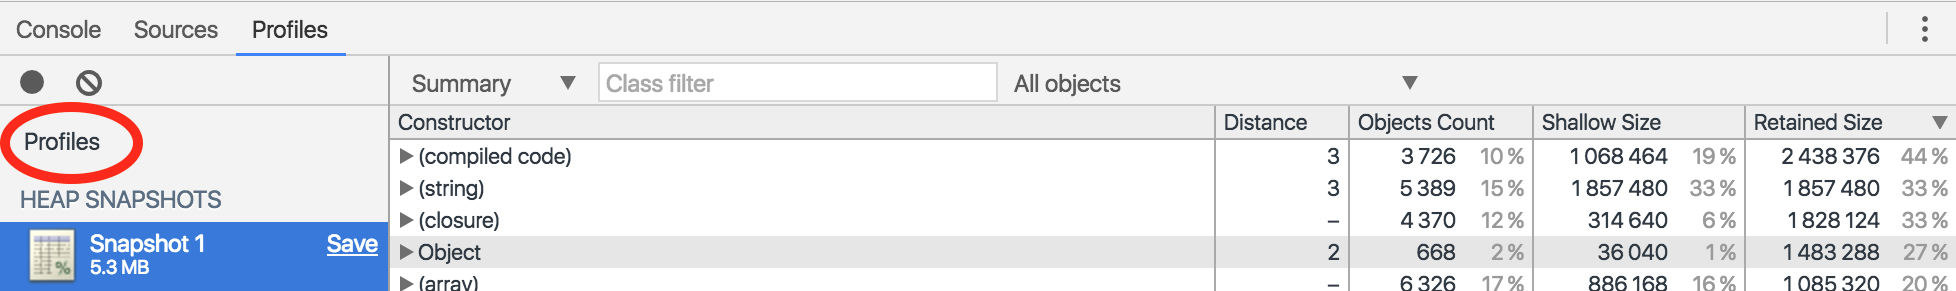 Console Sources Profiles
Summary Class filter All objects
Profiles
HEAP SNAPSHOTS
Snapshot 1 Save
5.3 MB
Constructor Distance Objects Count Shallow Size Retained Size
(compiled code) 3 3 726 10 % 1 068 464 19 % 2 438 376 44 %
(string) 3 5 389 15 % 1 857 480 33 % 1 857 480 33 %
(closure) – 4 370 12 % 314 640 6 % 1 828 124 33 %
Object 2 668 2 % 36 040 1 % 1 483 288 27 %
(array) – 6 326 17 % 886 168 16 % 1 085 320 20 %